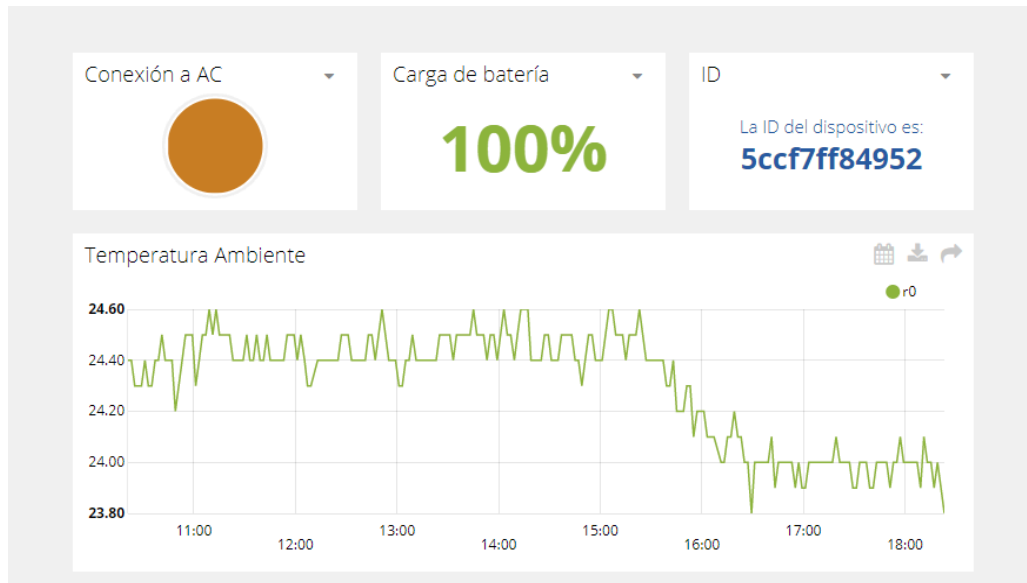 Conexión a AC
Carga de batería
ID
100%
La ID del dispositivo es:
5ccf7ff84952
Temperatura Ambiente
r0
24.60
24.40
24.20
24.00
23.80
11:00
12:00
13:00
14:00
15:00
16:00
17:00
18:00